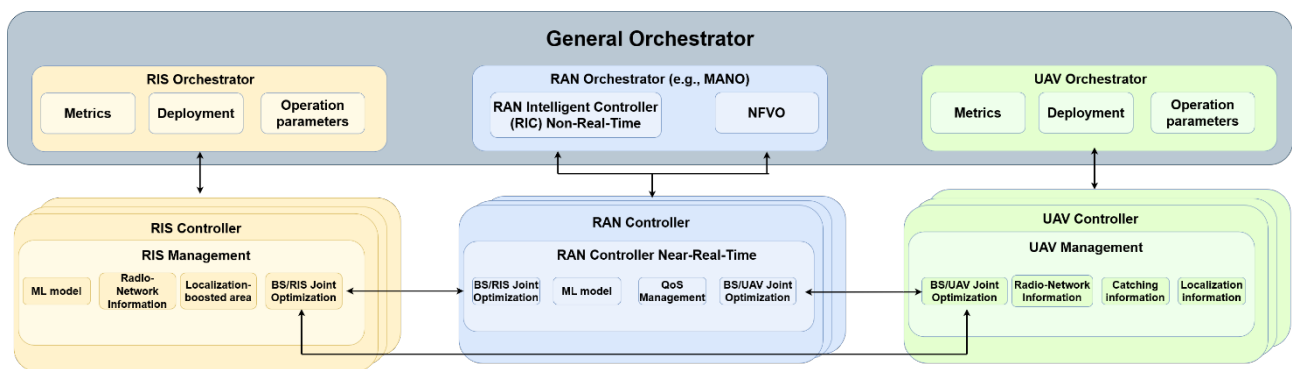 General Orchestrator
RIS Orchestrator
Metrics
Deployment
Operation
parameters
RAN Orchestrator (e.g., MANO)
RAN Intelligent Controller
(RIC) Non-Real-Time
NFVO
UAV Orchestrator
Metrics
Deployment
Operation
parameters
RIS Controller
RIS Management
ML model
Radio-
Network
Information
Localization-
boosted area
BS/RIS Joint
Optimization
RAN Controller
RAN Controller Near-Real-Time
BS/RIS Joint
Optimization
ML model
QoS
Management
BS/UAV Joint
Optimization
UAV Controller
UAV Management
BS/UAV Joint
Optimization
Radio-Network
Information
Catching
information
Localization
information